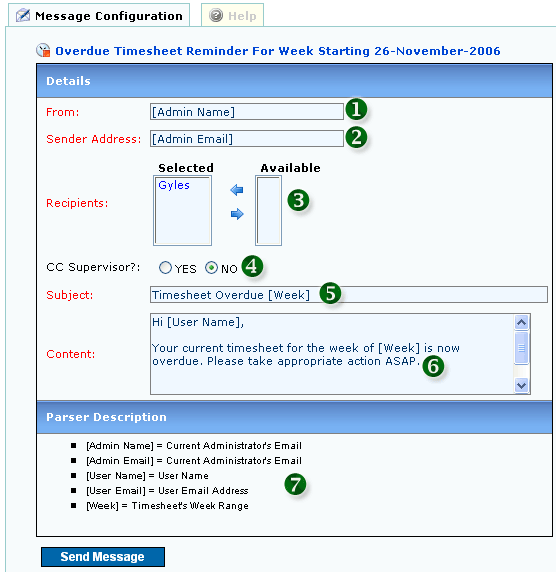 Message Configuration ? Help
Overdue Timesheet Reminder For Week Starting 26-November-2006
Details
From: [Admin Name] 1
Sender Address: [Admin Email] 2
Selected Available
Gyles
Recipients: 3
CC Supervisor?: YES NO 4
Subject: Timesheet Overdue [Week] 5
Hi [User Name],
Your current timesheet for the week of [Week] is now
Content:
overdue. Please take appropriate action ASAP. 6
Parser Description
[Admin Name] = Current Administrator's Email
[Admin Email] = Current Administrator's Email
[User Name] = User Name
[User Email] = User Email Address 7
[Week] = Timesheet's Week Range
Send Message